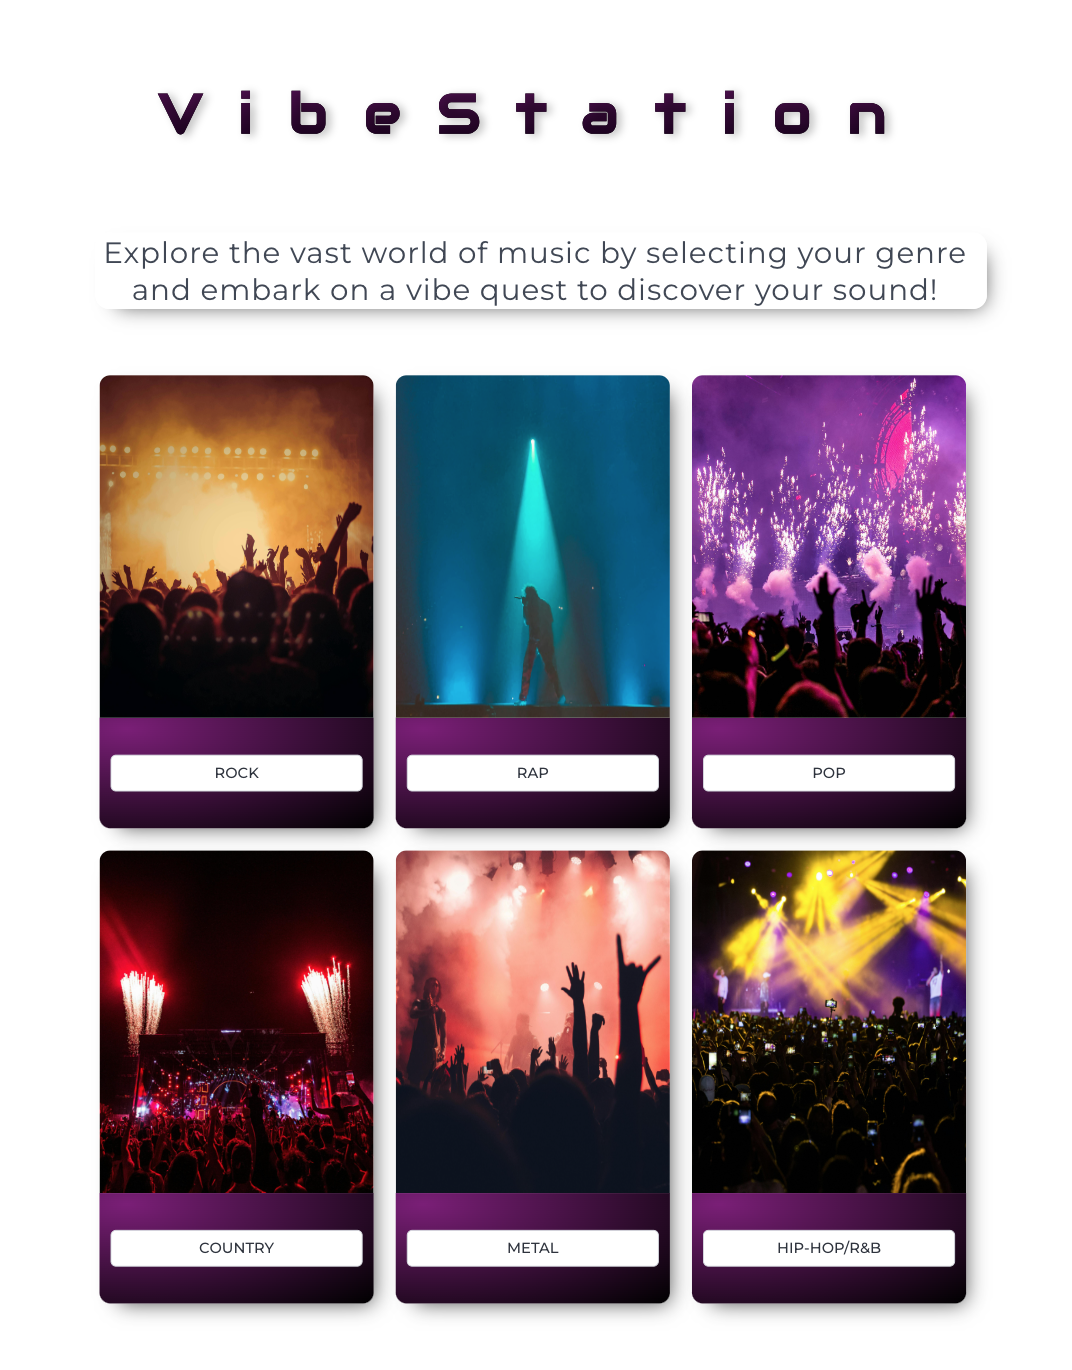 VibeStation
Explore the vast world of music by selecting your genre
and embark on a vibe quest to discover your sound!
ROCK
RAP
POP
COUNTRY
METAL
HIP-HOP/R&B